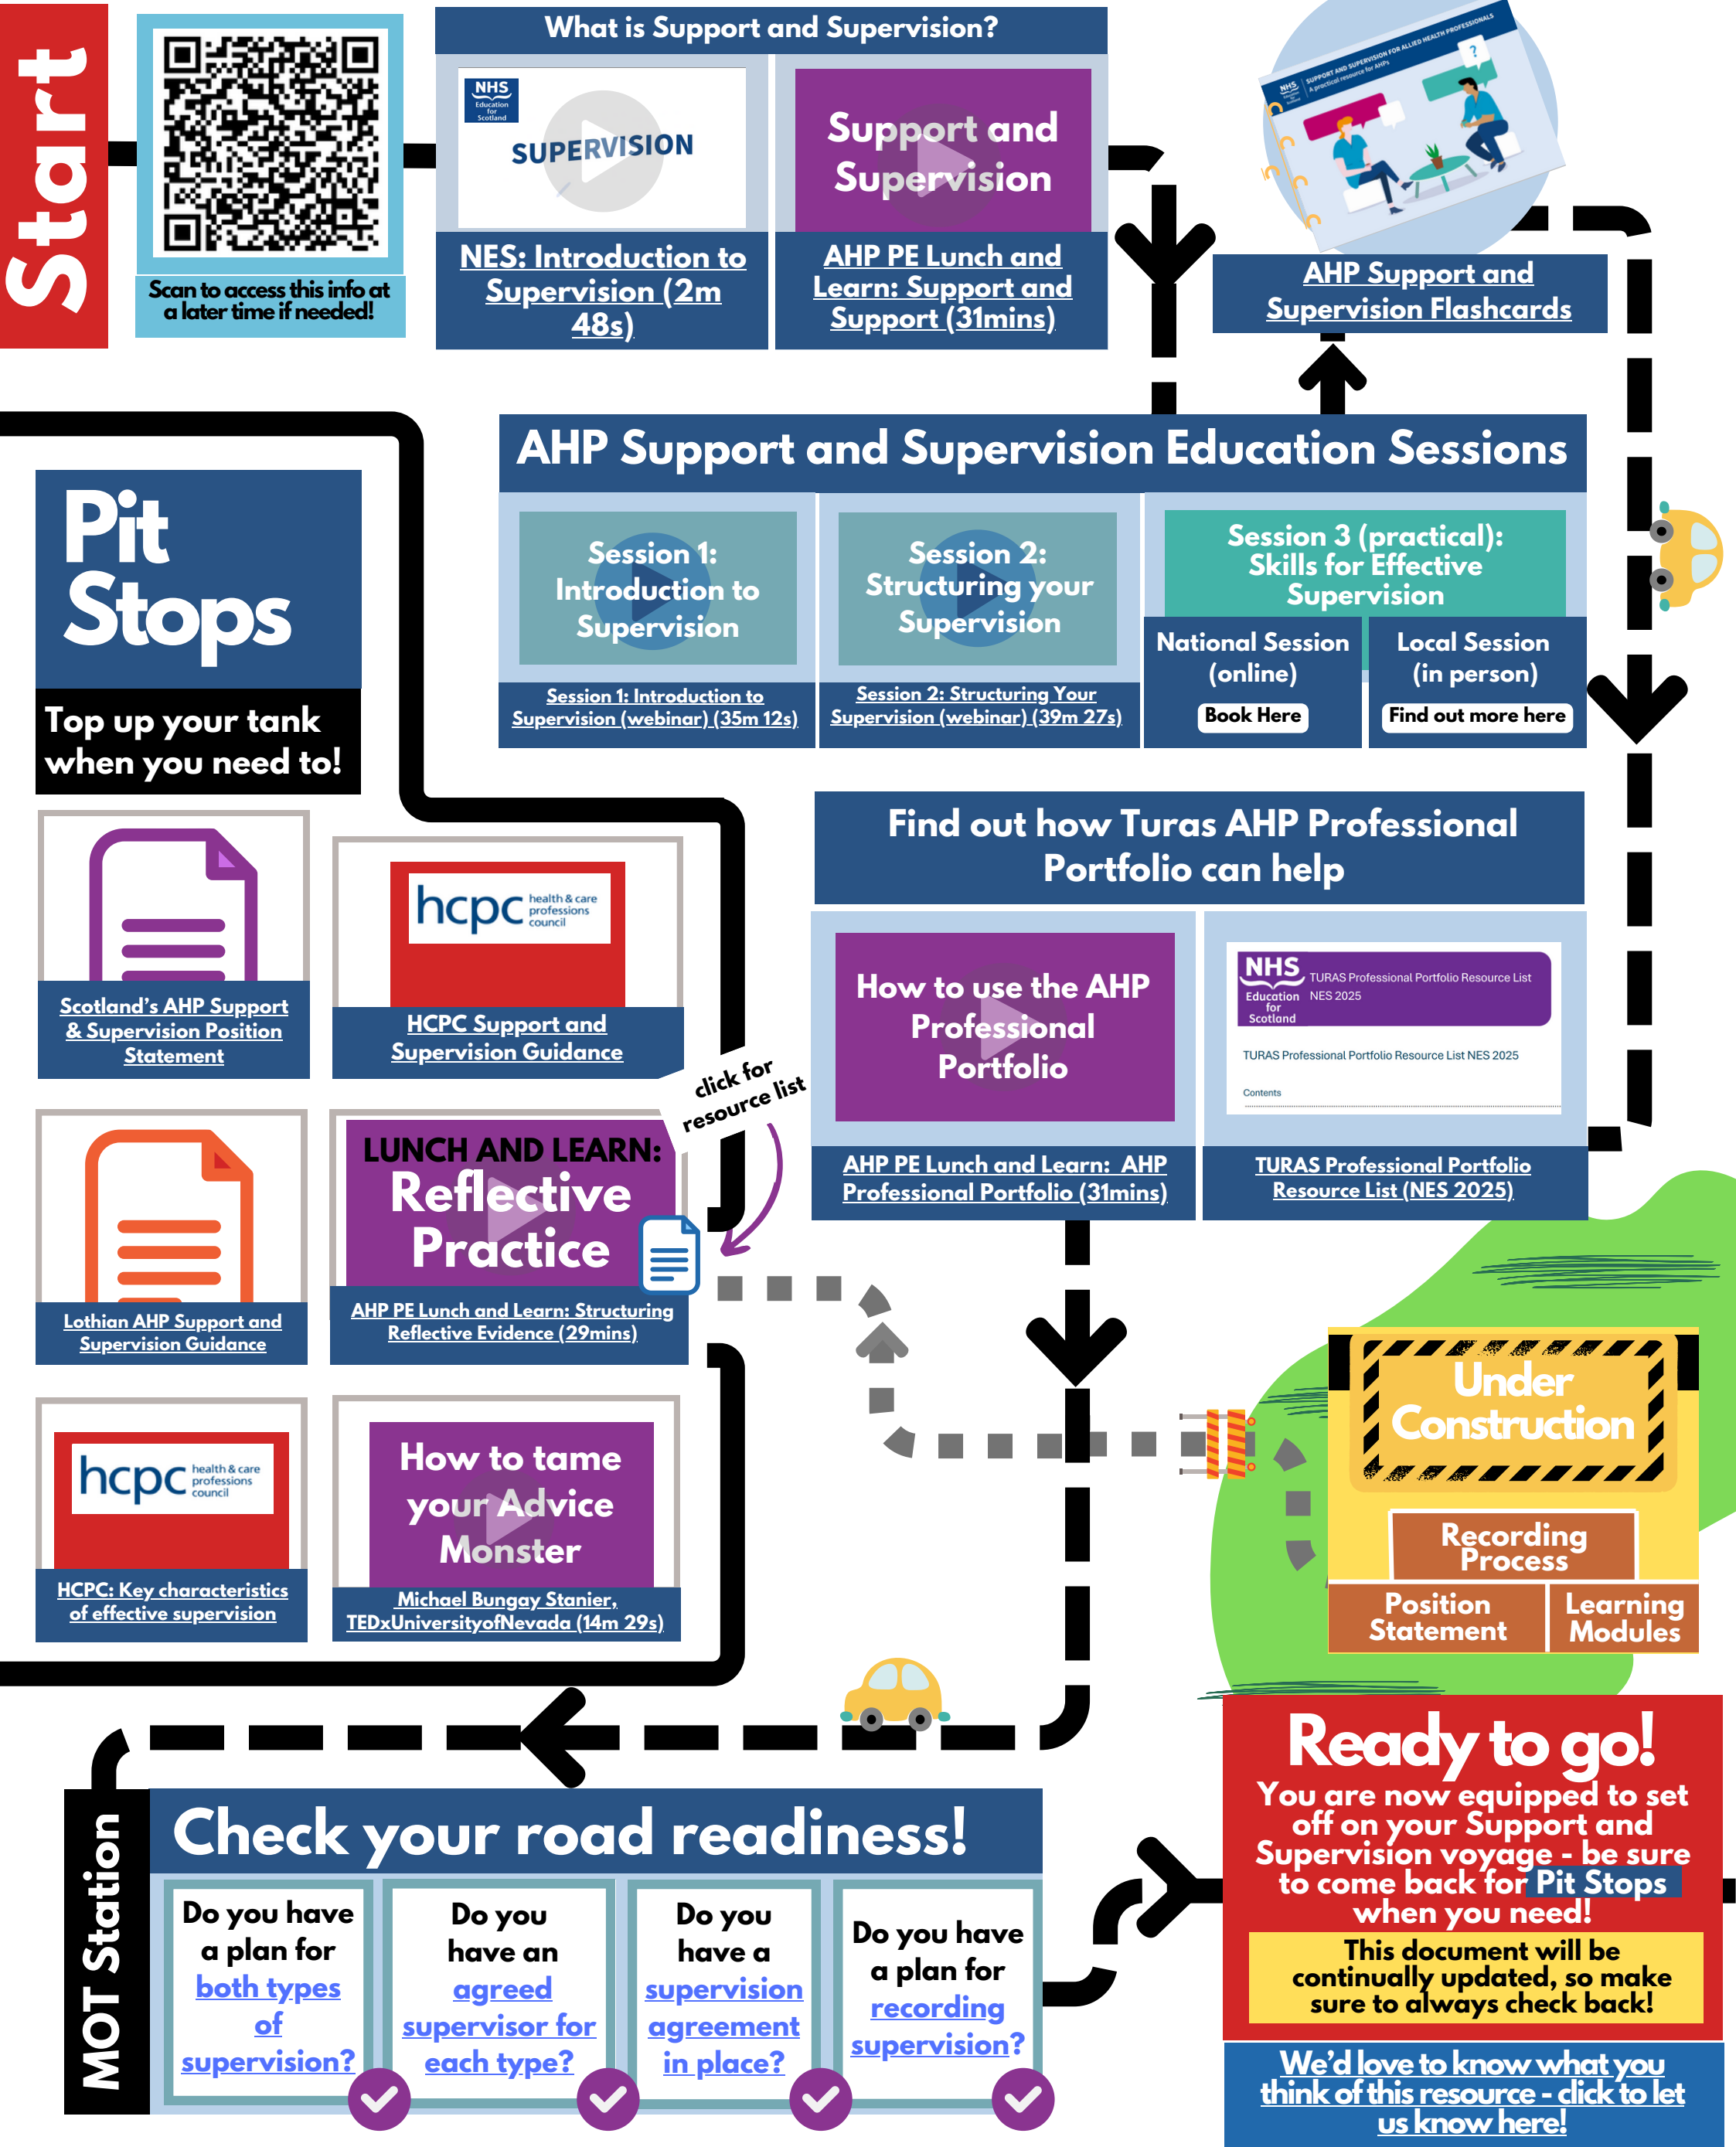 Start
Scan to access this info at
a later time if needed!
What is Support and Supervision?
NHS
Education
for
Scotland
SUPERVISION
NES: Introduction to
Supervision (2m
48s)
Support and
Supervision
AHP PE Lunch and
Learn: Support and
Support (31mins)
NHS
Education
for
Scotland
SUPPORT AND SUPERVISION FOR ALLIED HEALTH PROFESSIONALS
A practical resource for AHPs
?
AHP Support and
Supervision Flashcards
AHP Support and Supervision Education Sessions
Session 1:
Introduction to
Supervision
Session 1: Introduction to
Supervision (webinar) (35m 12s)
Session 2:
Structuring your
Supervision
Session 2: Structuring Your
Supervision (webinar) (39m 27s)
Session 3 (practical):
Skills for Effective
Supervision
National Session
(online)
Book Here
Local Session
(in person)
Find out more here
Pit
Stops
Top up your tank
when you need to!
Scotland's AHP Support
& Supervision Position
Statement
hcpc health & care
professions
council
HCPC Support and
Supervision Guidance
Lothian AHP Support and
Supervision Guidance
click for
resource list
LUNCH AND LEARN:
Reflective
Practice
AHP PE Lunch and Learn: Structuring
Reflective Evidence (29mins)
hcpc health & care
professions
council
HCPC: Key characteristics
of effective supervision
How to tame
your Advice
Monster
Michael Bungay Stanier,
TEDxUniversityofNevada (14m 29s)
Find out how Turas AHP Professional
Portfolio can help
How to use the AHP
Professional
Portfolio
AHP PE Lunch and Learn: AHP
Professional Portfolio (31mins)
NHS
Education
for
Scotland
TURAS Professional Portfolio Resource List
NES 2025
TURAS Professional Portfolio Resource List NES 2025
Contents
TURAS Professional Portfolio
Resource List (NES 2025)
Under
Construction
Recording
Process
Position
Statement
Learning
Modules
MOT Station
Check your road readiness!
Do you have
a plan for
both types
of
supervision?
Do you
have an
agreed
supervisor for
each type?
Do you
have a
supervision
agreement
in place?
Do you have
a plan for
recording
supervision?
Ready to go!
You are now equipped to set
off on your Support and
Supervision voyage - be sure
to come back for Pit Stops
when you need!
This document will be
continually updated, so make
sure to always check back!
We'd love to know what you
think of this resource - click to let
us know here!